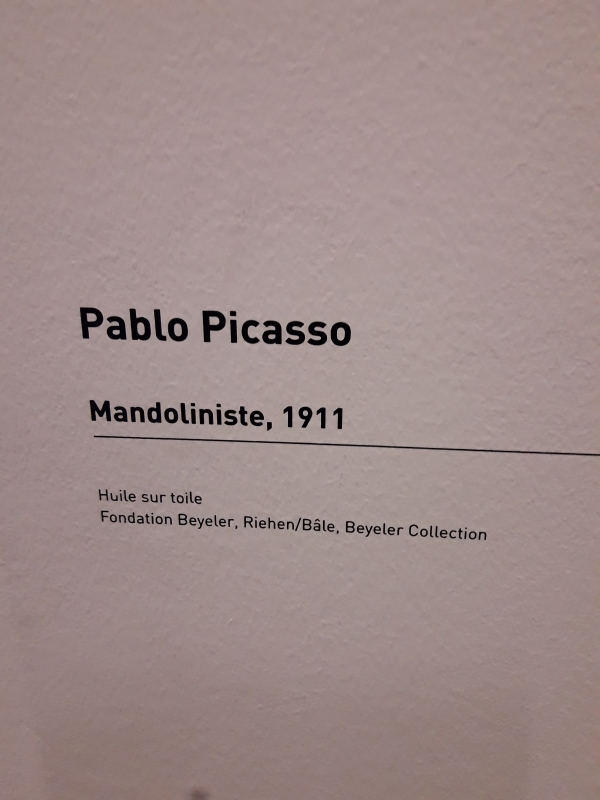 Pablo Picasso
Mandoliniste, 1911
Huile sur toile
Fondation Beyeler, Riehen/Bâle, Beyeler Collection